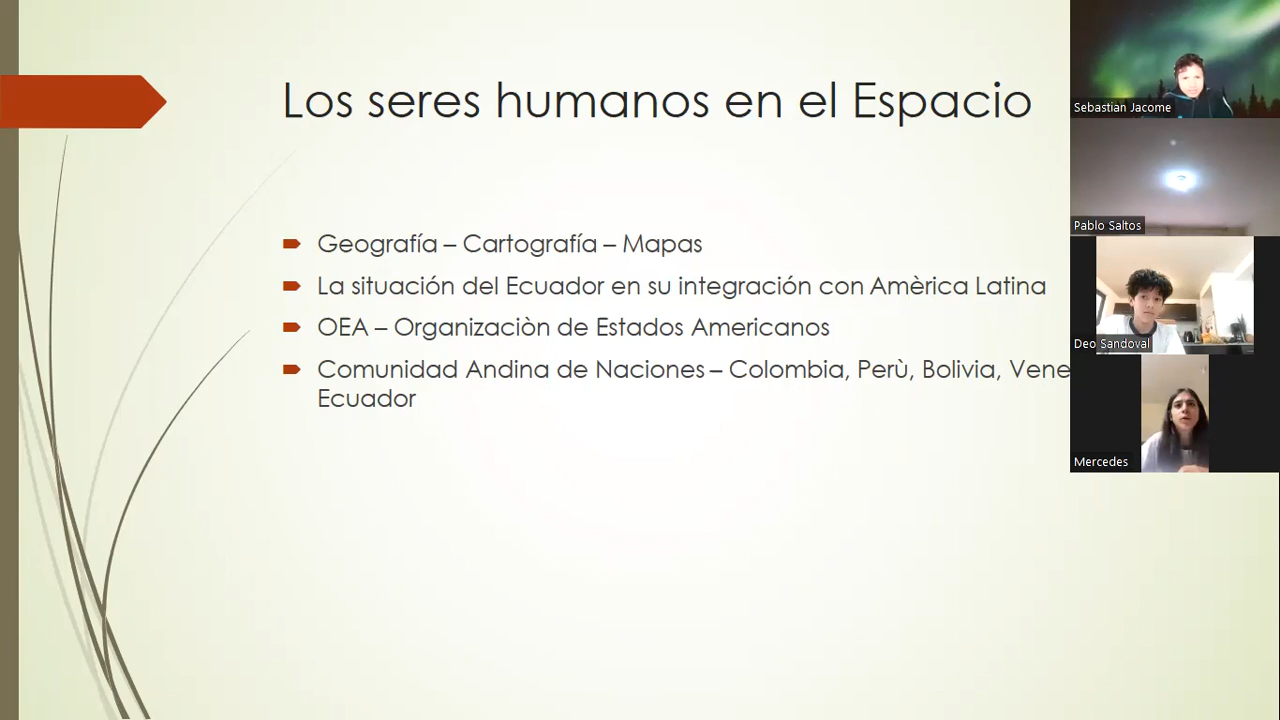 Los seres humanos en el Espacio
Geografía – Cartografía – Mapas
La situación del Ecuador en su integración con Amèrica Latina
OEA – Organizaciòn de Estados Americanos
Comunidad Andina de Naciones – Colombia, Perù, Bolivia, Vene
Ecuador
Sebastian Jacome
Pablo Saltos
Deo Sandoval
Mercedes